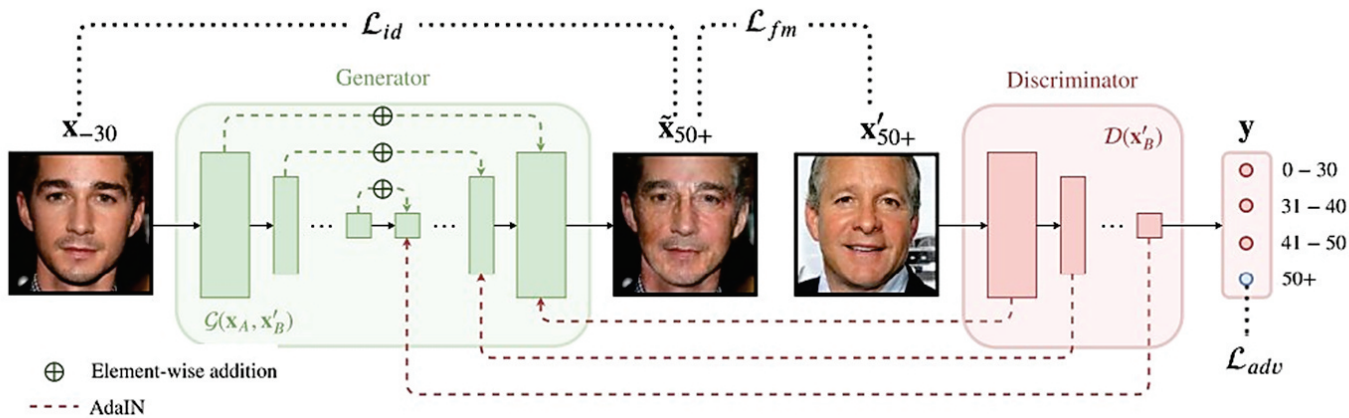 ℒ_id
ℒ_fm
Generator
Discriminator
x_−30
x̃_50+
x′_50+
𝒟(x′_B)
y
0 − 30
31 − 40
41 − 50
50+
...
...
...
𝒢(x_A, x′_B)
ℒ_adv
⊕ Element-wise addition
AdaIN